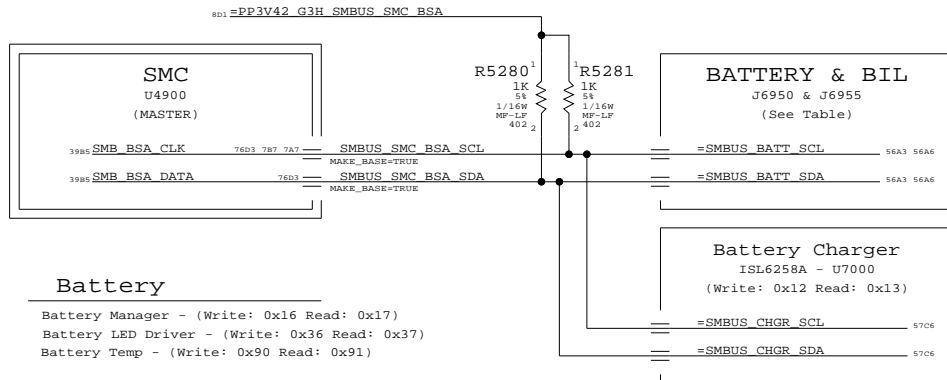 8D1 =PP3V42_G3H_SMBUS_SMC_BSA
SMC
U4900
(MASTER)
R5280
1
1K
5%
1/16W
MF-LF
402
2
R5281
1
1K
5%
1/16W
MF-LF
402
2
BATTERY & BIL
J6950 & J6955
(See Table)
39B5 SMB_BSA_CLK 76D3 7B7 7A7 SMBUS_SMC_BSA_SCL =SMBUS_BATT_SCL 56A3 56A6
MAKE_BASE=TRUE
39B5 SMB_BSA_DATA 76D3 SMBUS_SMC_BSA_SDA =SMBUS_BATT_SDA 56A3 56A6
MAKE_BASE=TRUE
Battery Charger
ISL6258A - U7000
(Write: 0x12 Read: 0x13)
=SMBUS_CHGR_SCL 57C6
=SMBUS_CHGR_SDA 57C6
Battery
Battery Manager - (Write: 0x16 Read: 0x17)
Battery LED Driver - (Write: 0x36 Read: 0x37)
Battery Temp - (Write: 0x90 Read: 0x91)